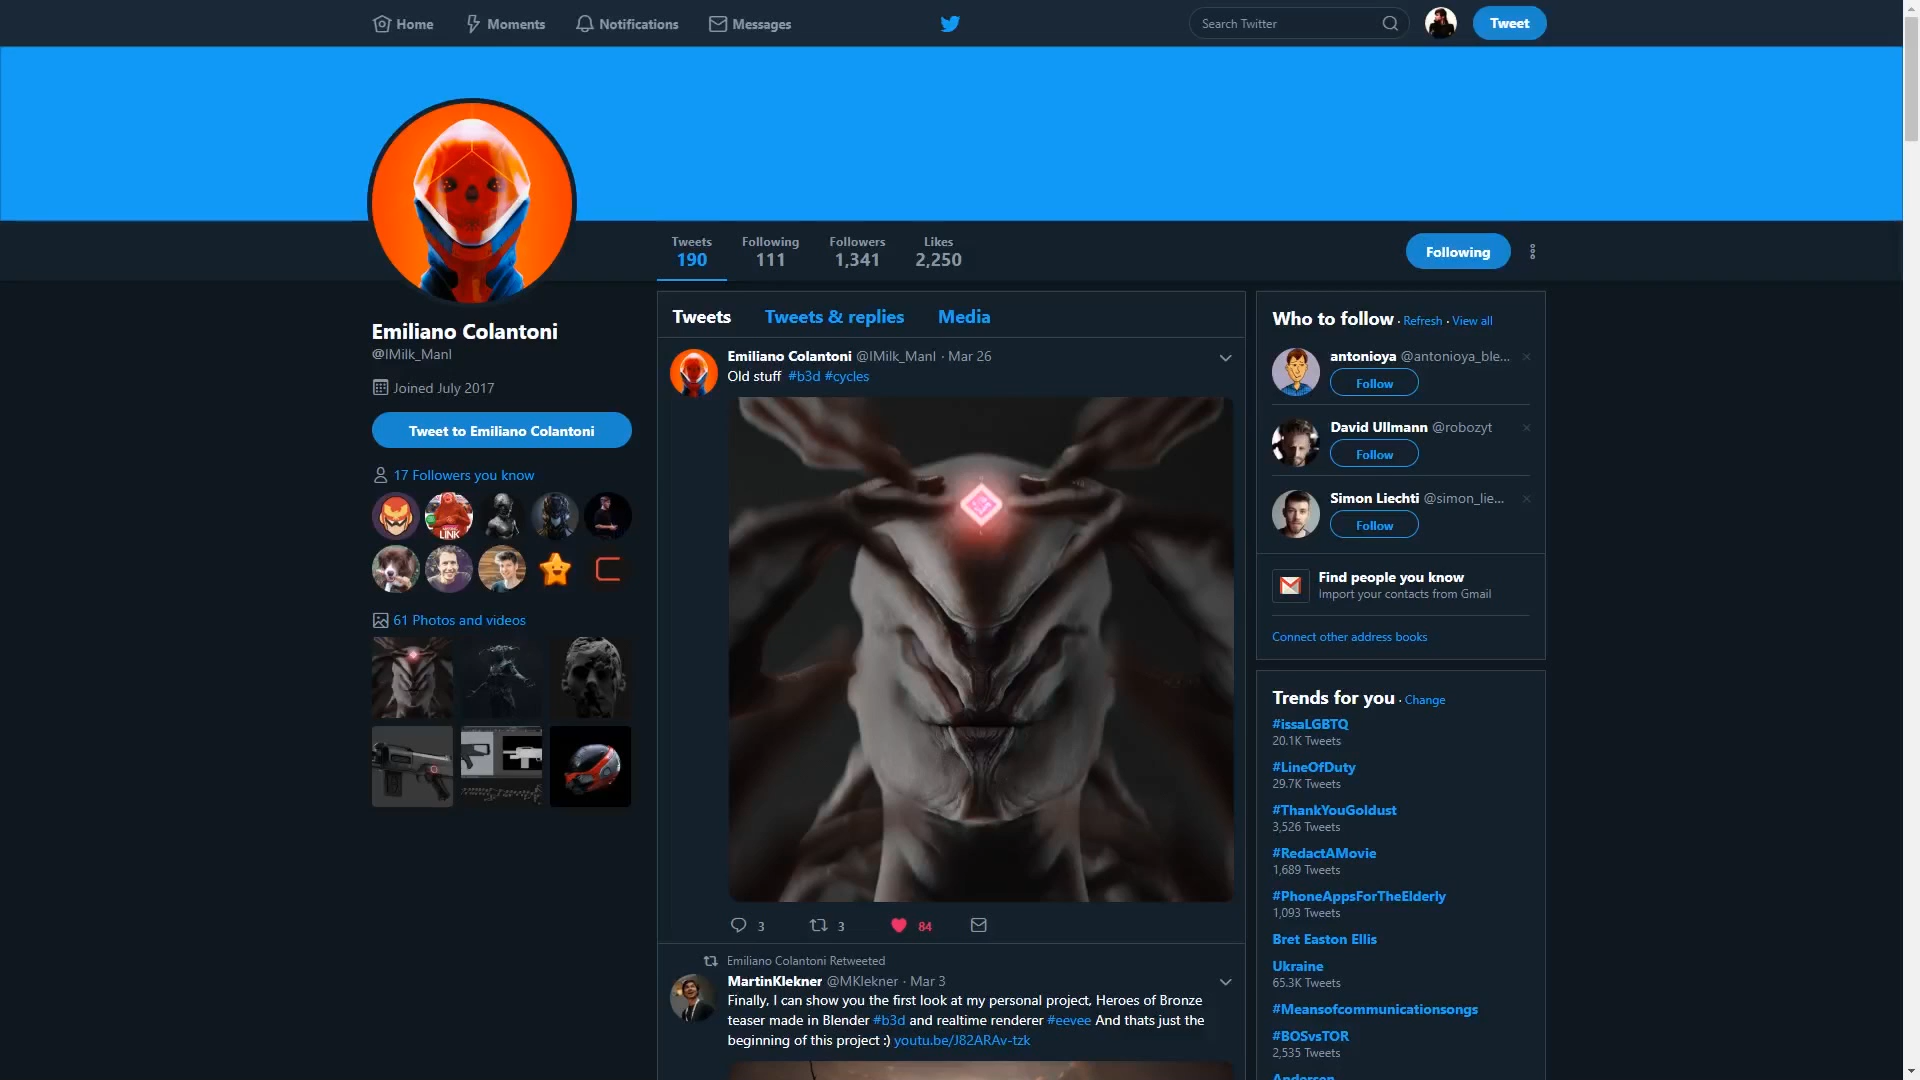 Home
Moments
Notifications
Messages
Search Twitter
Tweet
Tweets
190
Following
111
Followers
1,341
Likes
2,250
Following
Emiliano Colantoni
@IMilk_ManI
Joined July 2017
Tweet to Emiliano Colantoni
17 Followers you know
LINK
61 Photos and videos
Tweets
Tweets & replies
Media
Emiliano Colantoni @IMilk_ManI · Mar 26
Old stuff #b3d #cycles
3
3
84
Emiliano Colantoni Retweeted
MartinKlekner @MKlekner · Mar 3
Finally, I can show you the first look at my personal project, Heroes of Bronze
teaser made in Blender #b3d and realtime renderer #eevee And thats just the
beginning of this project :) youtu.be/J82ARAv-tzk
Who to follow · Refresh · View all
antonioya @antonioya_ble...
Follow
David Ullmann @robozyt
Follow
Simon Liechti @simon_lie...
Follow
Find people you know
Import your contacts from Gmail
Connect other address books
Trends for you · Change
#issaLGBTQ
20.1K Tweets
#LineOfDuty
29.7K Tweets
#ThankYouGoldust
3,526 Tweets
#RedactAMovie
1,689 Tweets
#PhoneAppsForTheElderly
1,093 Tweets
Bret Easton Ellis
Ukraine
65.3K Tweets
#Meansofcommunicationsongs
#BOSvsTOR
2,535 Tweets